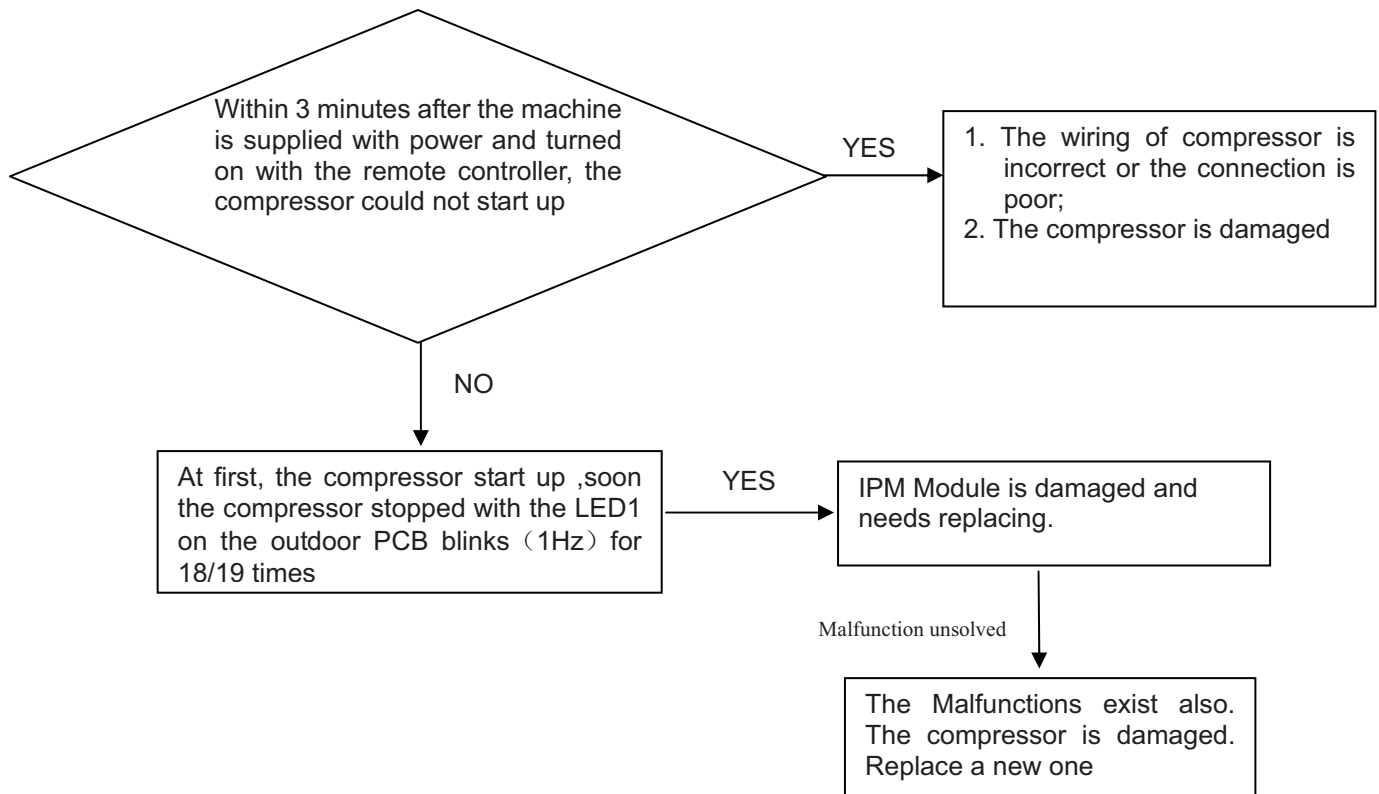 Within 3 minutes after the machine
is supplied with power and turned
on with the remote controller, the
compressor could not start up
YES
1. The wiring of compressor is
incorrect or the connection is
poor;
2. The compressor is damaged
NO
At first, the compressor start up ,soon
the compressor stopped with the LED1
on the outdoor PCB blinks（1Hz）for
18/19 times
YES
IPM Module is damaged and
needs replacing.
Malfunction unsolved
The Malfunctions exist also.
The compressor is damaged.
Replace a new one